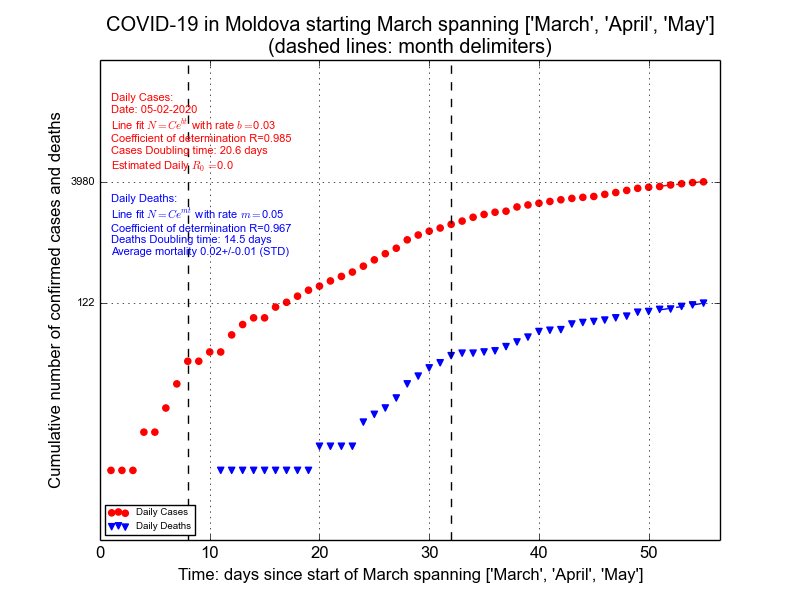 COVID-19 in Moldova starting March spanning ['March', 'April', 'May']
(dashed lines: month delimiters)
Daily Cases:
Date: 05-02-2020
Line fit N = Ce^{bt} with rate b =0.03
Coefficient of determination R=0.985
Cases Doubling time: 20.6 days
Estimated Daily R_0 =0.0
3980
Daily Deaths:
Line fit N = Ce^{mt} with rate m =0.05
Coefficient of determination R=0.967
Deaths Doubling time: 14.5 days
Average mortality 0.02+/-0.01 (STD)
122
Cumulative number of confirmed cases and deaths
Daily Cases
Daily Deaths
0 10 20 30 40 50
Time: days since start of March spanning ['March', 'April', 'May']